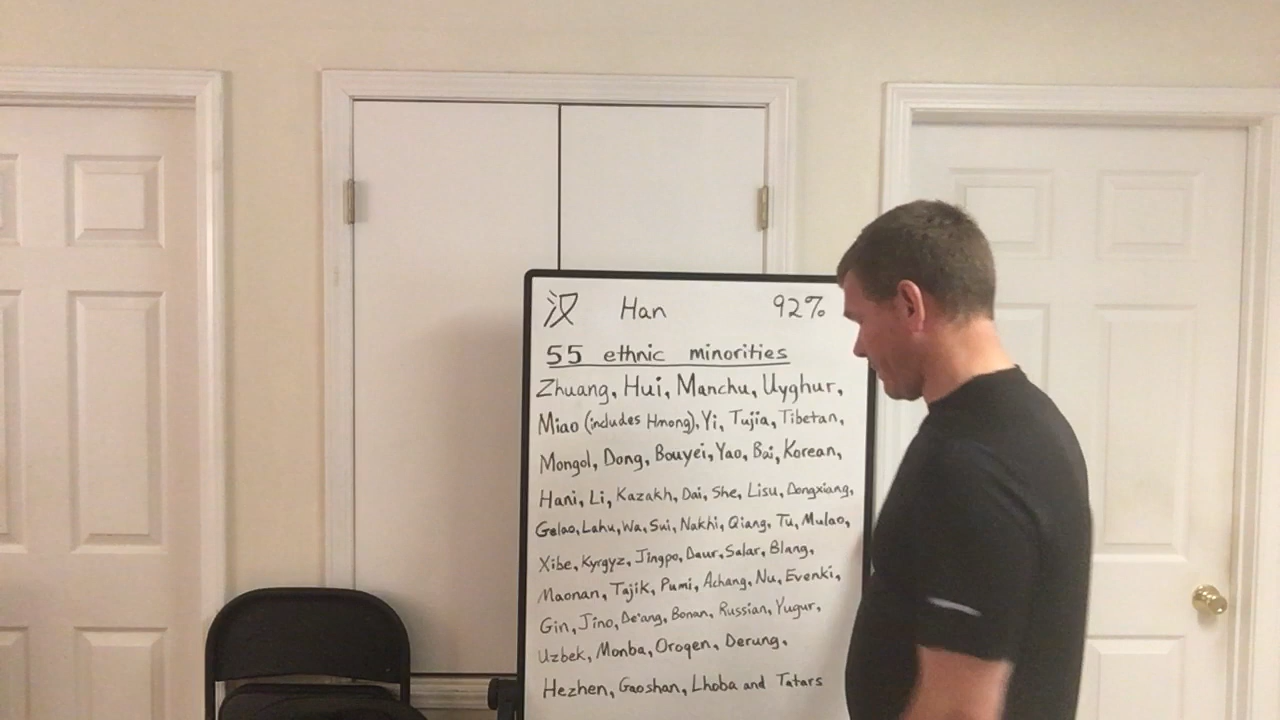 汉 Han 92%
55 ethnic minorities
Zhuang, Hui, Manchu, Uyghur,
Miao (includes Hmong), Yi, Tujia, Tibetan,
Mongol, Dong, Bouyei, Yao, Bai, Korean,
Hani, Li, Kazakh, Dai, She, Lisu, Dongxiang,
Gelao, Lahu, Wa, Sui, Nakhi, Qiang, Tu, Mulao,
Xibe, Kyrgyz, Jingpo, Daur, Salar, Blang,
Maonan, Tajik, Pumi, Achang, Nu, Evenki,
Gin, Jino, De'ang, Bonan, Russian, Yugur,
Uzbek, Monba, Oroqen, Derung,
Hezhen, Gaoshan, Lhoba and Tatars